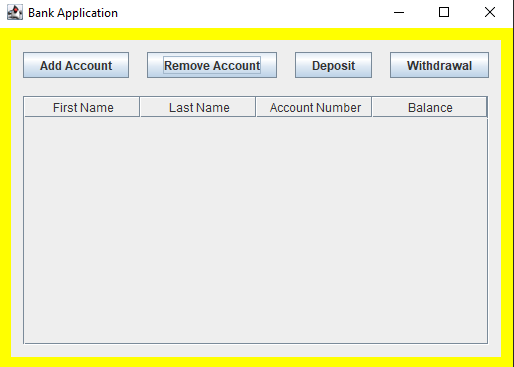 Bank Application
Add Account Remove Account Deposit Withdrawal
First Name Last Name Account Number Balance